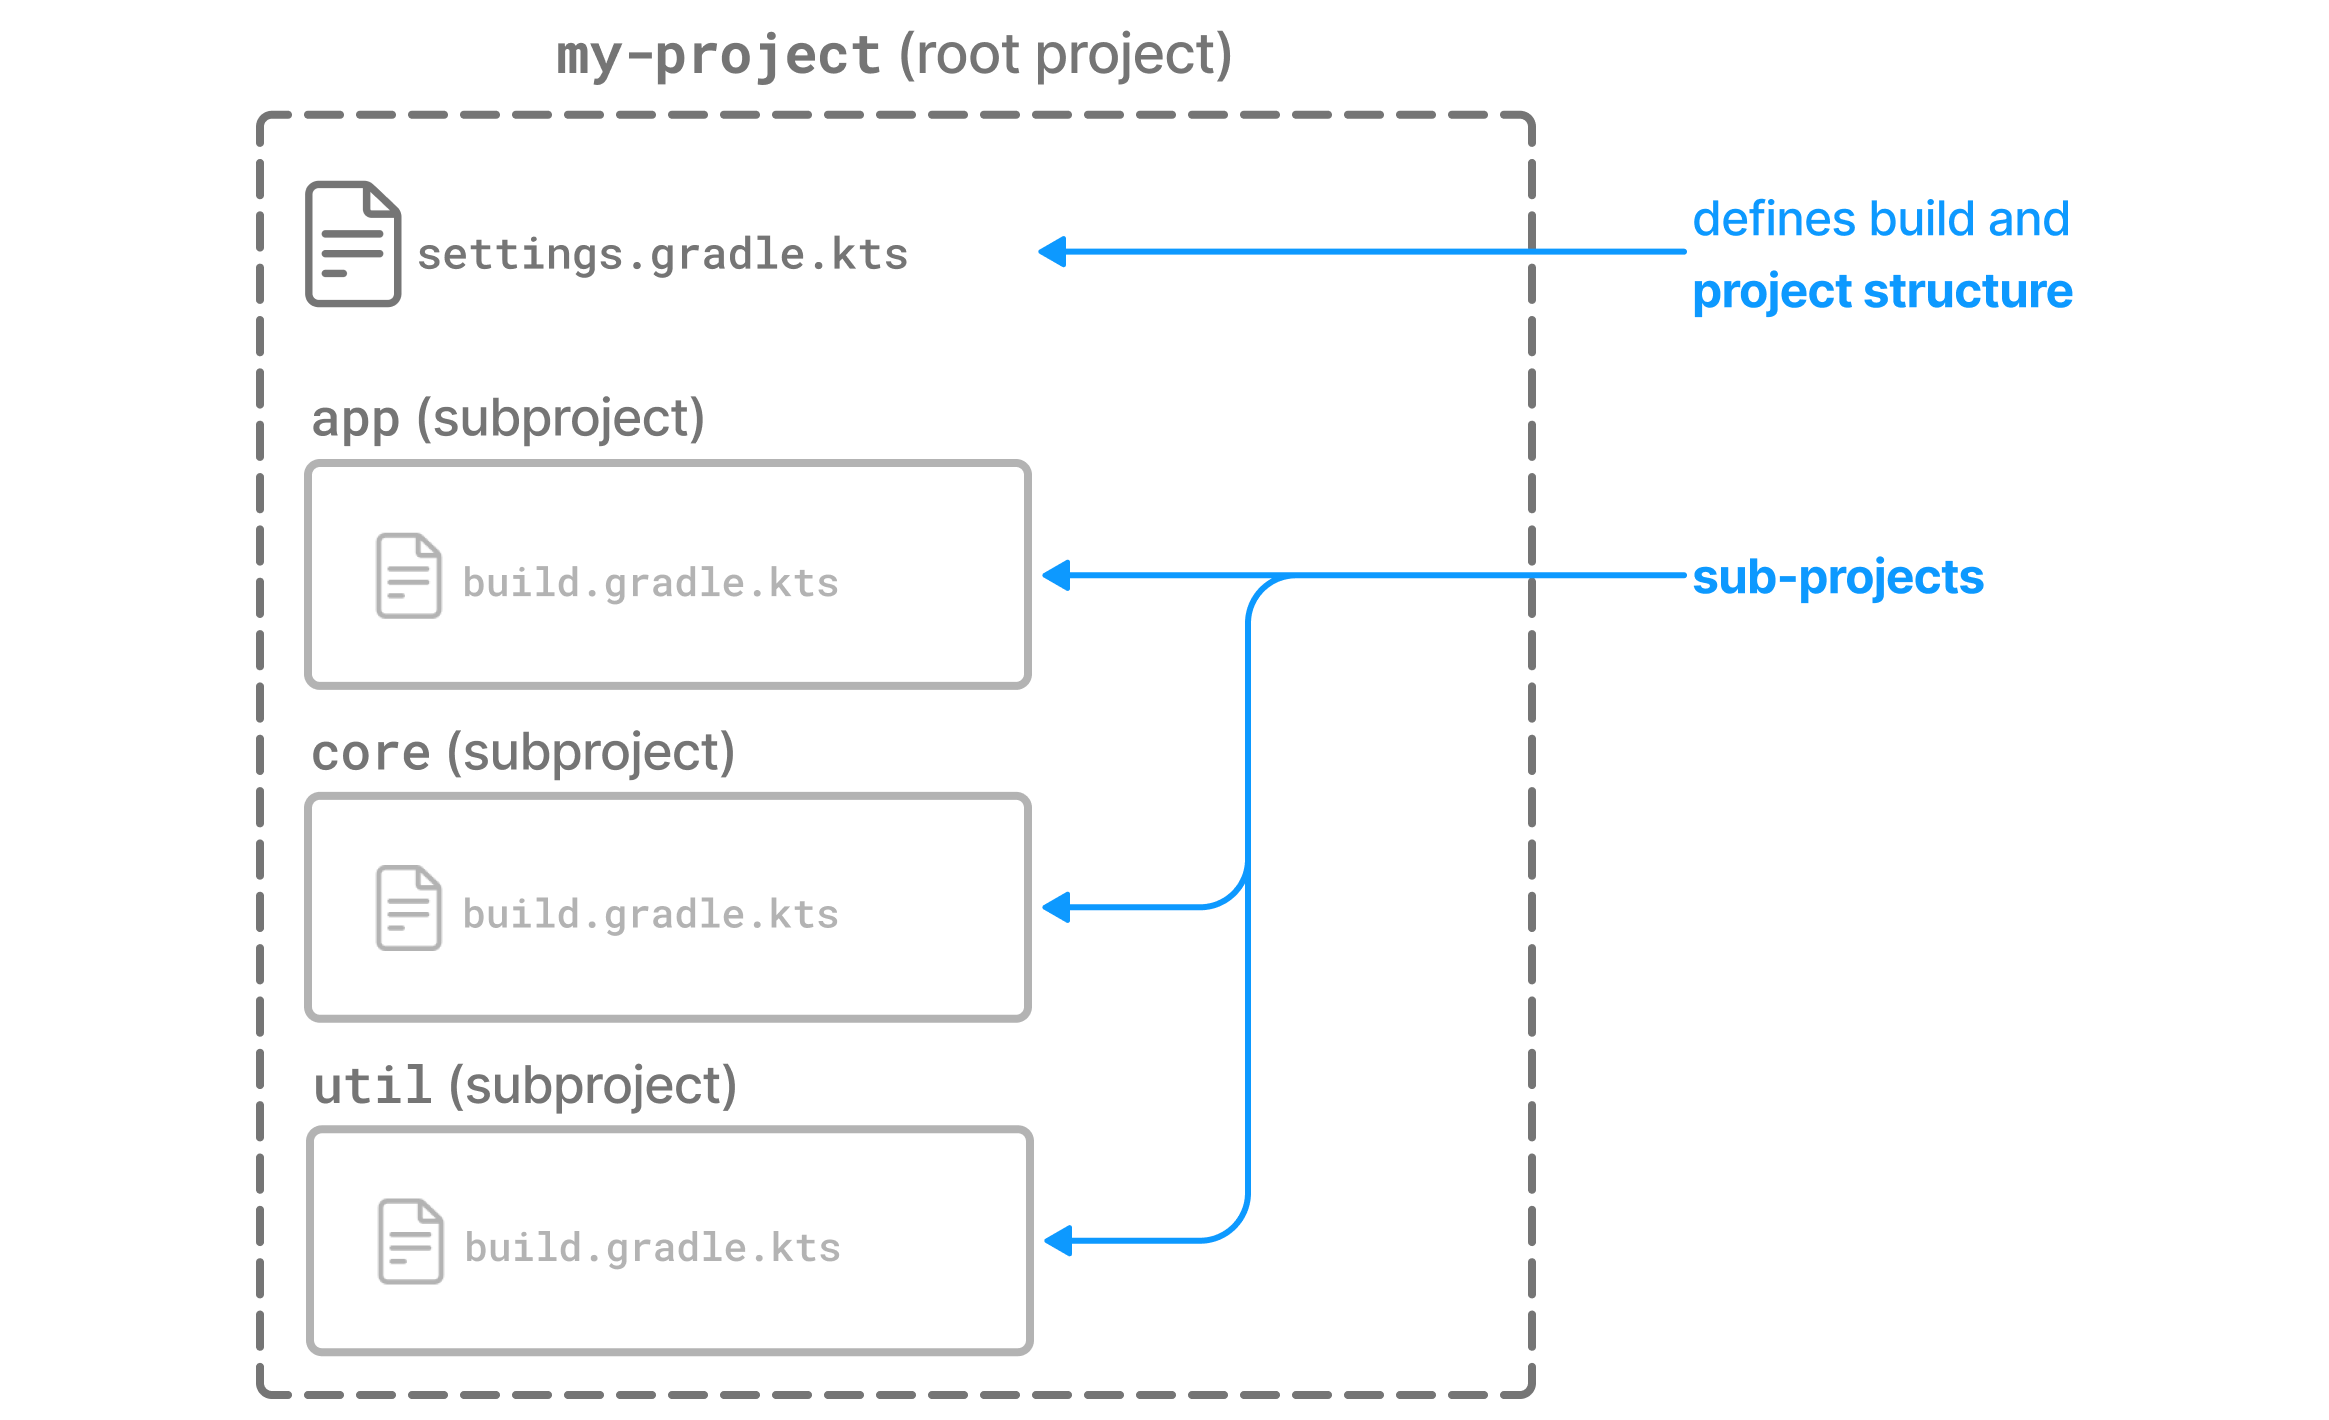 my-project (root project)
settings.gradle.kts
defines build and
project structure
app (subproject)
build.gradle.kts
sub-projects
core (subproject)
build.gradle.kts
util (subproject)
build.gradle.kts